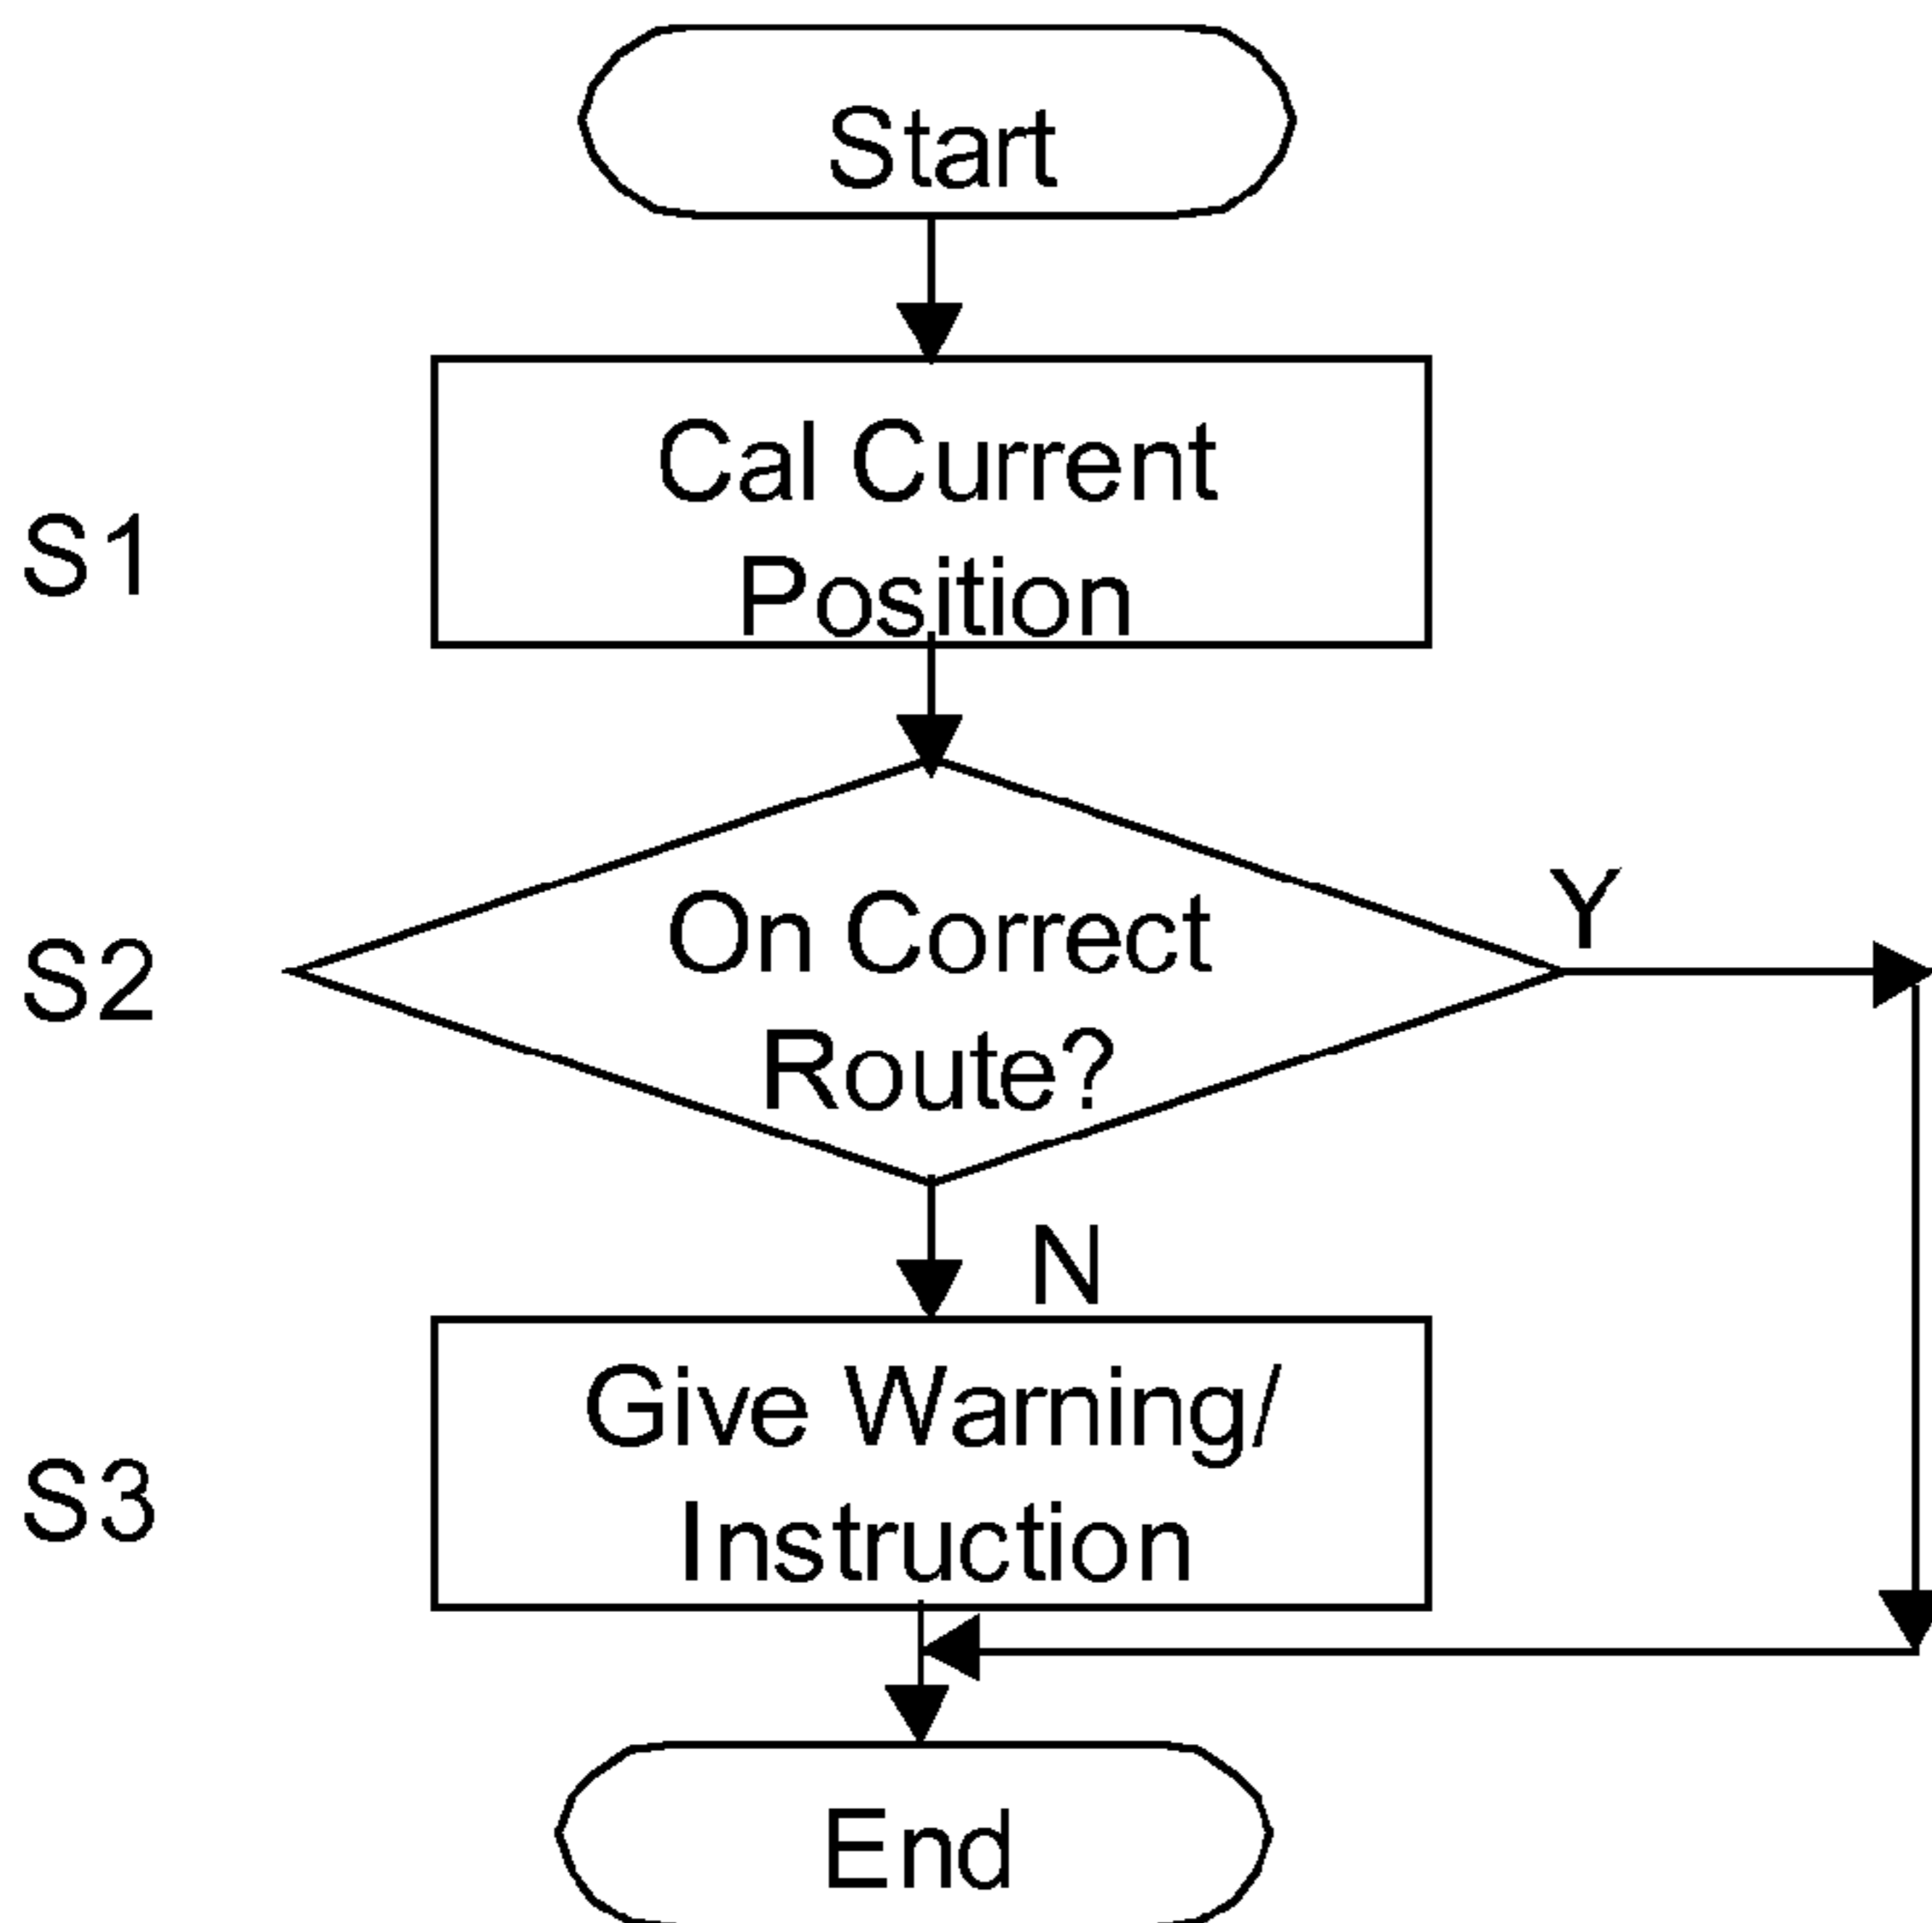 Start
Cal Current
Position
S1
On Correct
Route?
Y
S2
N
Give Warning/
Instruction
S3
End